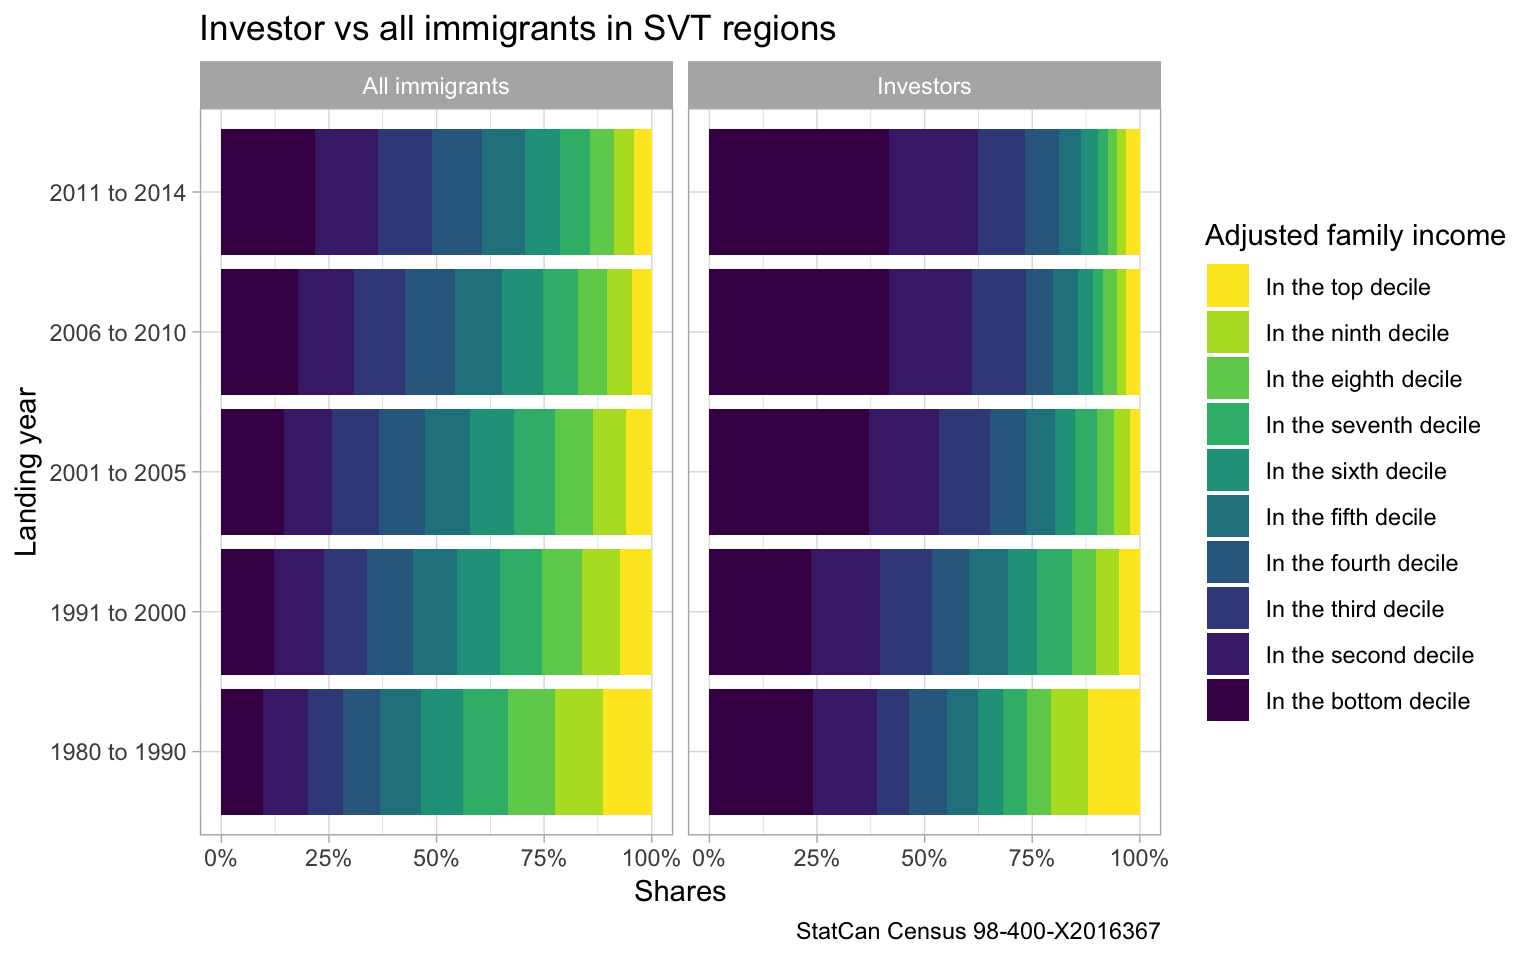 Investor vs all immigrants in SVT regions
All immigrants
Investors
Landing year
2011 to 2014
2006 to 2010
2001 to 2005
1991 to 2000
1980 to 1990
0% 25% 50% 75% 100%
0% 25% 50% 75% 100%
Shares
Adjusted family income
In the top decile
In the ninth decile
In the eighth decile
In the seventh decile
In the sixth decile
In the fifth decile
In the fourth decile
In the third decile
In the second decile
In the bottom decile
StatCan Census 98-400-X2016367